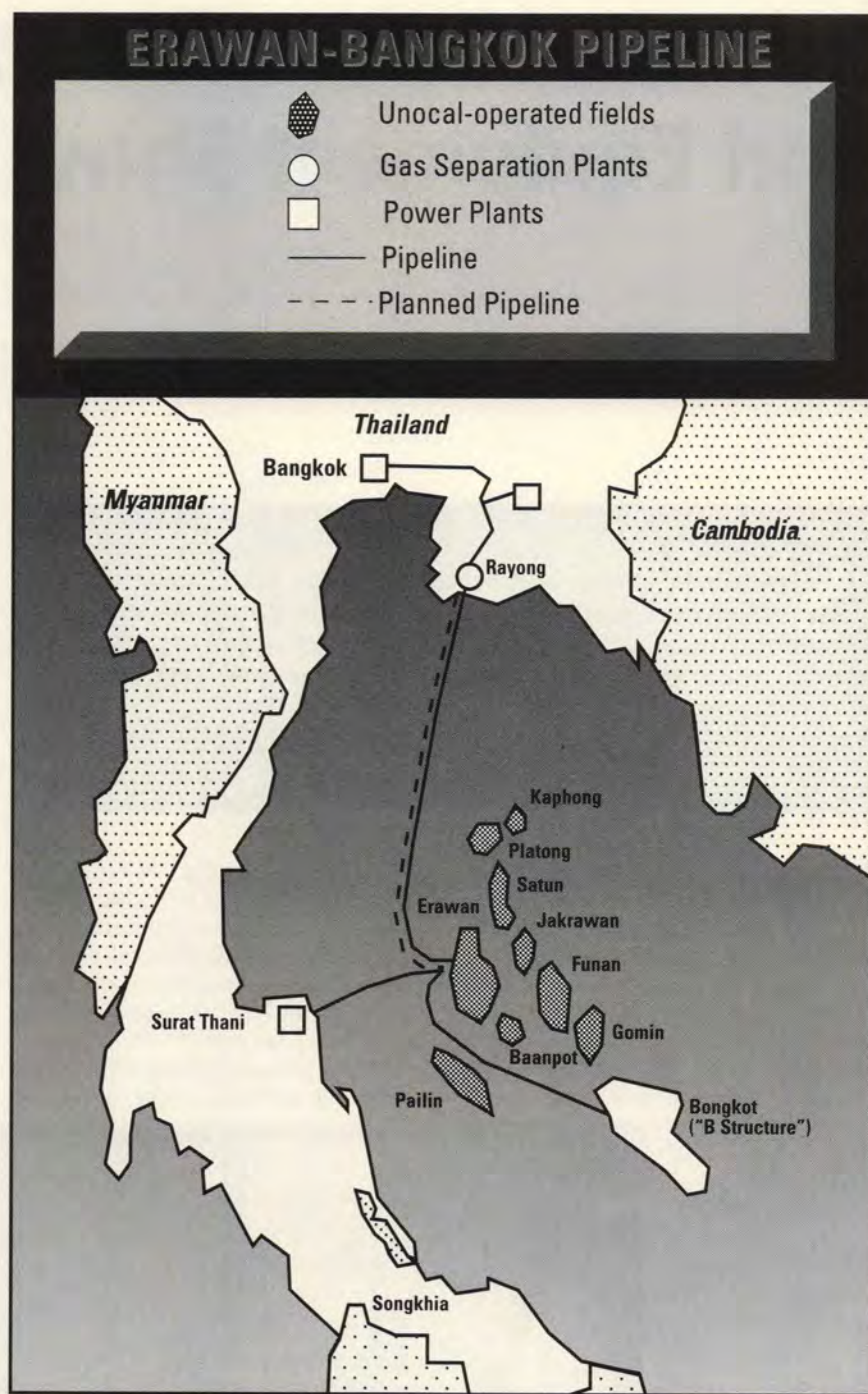 ERAWAN-BANGKOK PIPELINE
Unocal-operated fields
Gas Separation Plants
Power Plants
Pipeline
Planned Pipeline
Thailand
Bangkok
Myanmar
Cambodia
Rayong
Kaphong
Platong
Satun
Erawan
Jakrawan
Funan
Surat Thani
Gomin
Baanpot
Pailin
Bongkot
("B Structure")
Songkhia